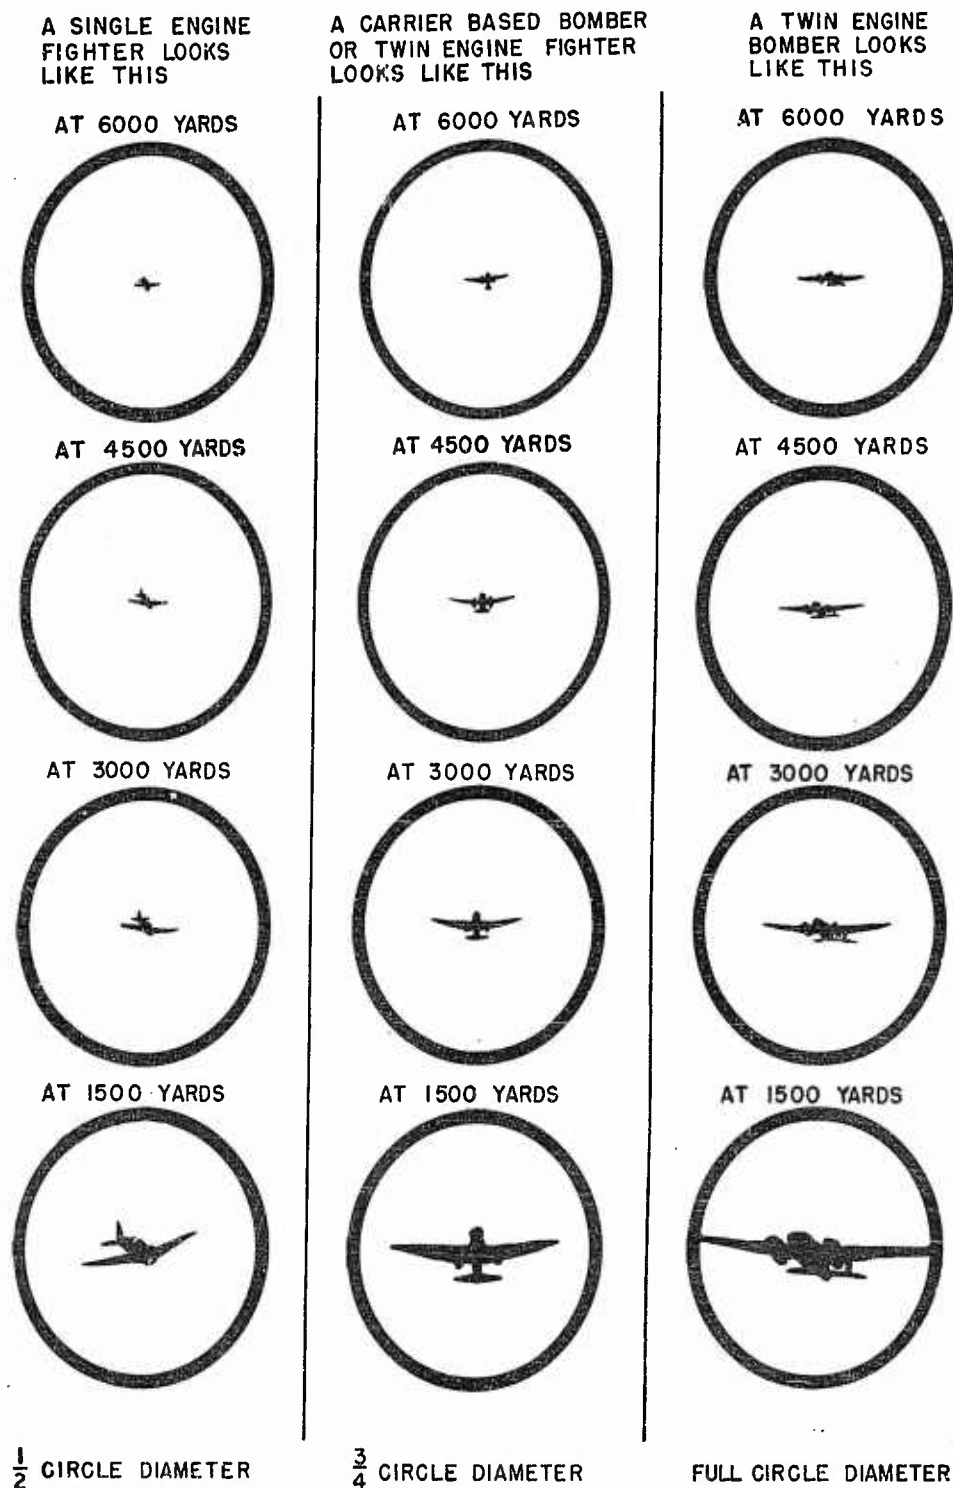 A SINGLE ENGINE
FIGHTER LOOKS
LIKE THIS
AT 6000 YARDS
AT 4500 YARDS
AT 3000 YARDS
AT 1500 YARDS
1/2 CIRCLE DIAMETER
A CARRIER BASED BOMBER
OR TWIN ENGINE FIGHTER
LOOKS LIKE THIS
AT 6000 YARDS
AT 4500 YARDS
AT 3000 YARDS
AT 1500 YARDS
3/4 CIRCLE DIAMETER
A TWIN ENGINE
BOMBER LOOKS
LIKE THIS
AT 6000 YARDS
AT 4500 YARDS
AT 3000 YARDS
AT 1500 YARDS
FULL CIRCLE DIAMETER